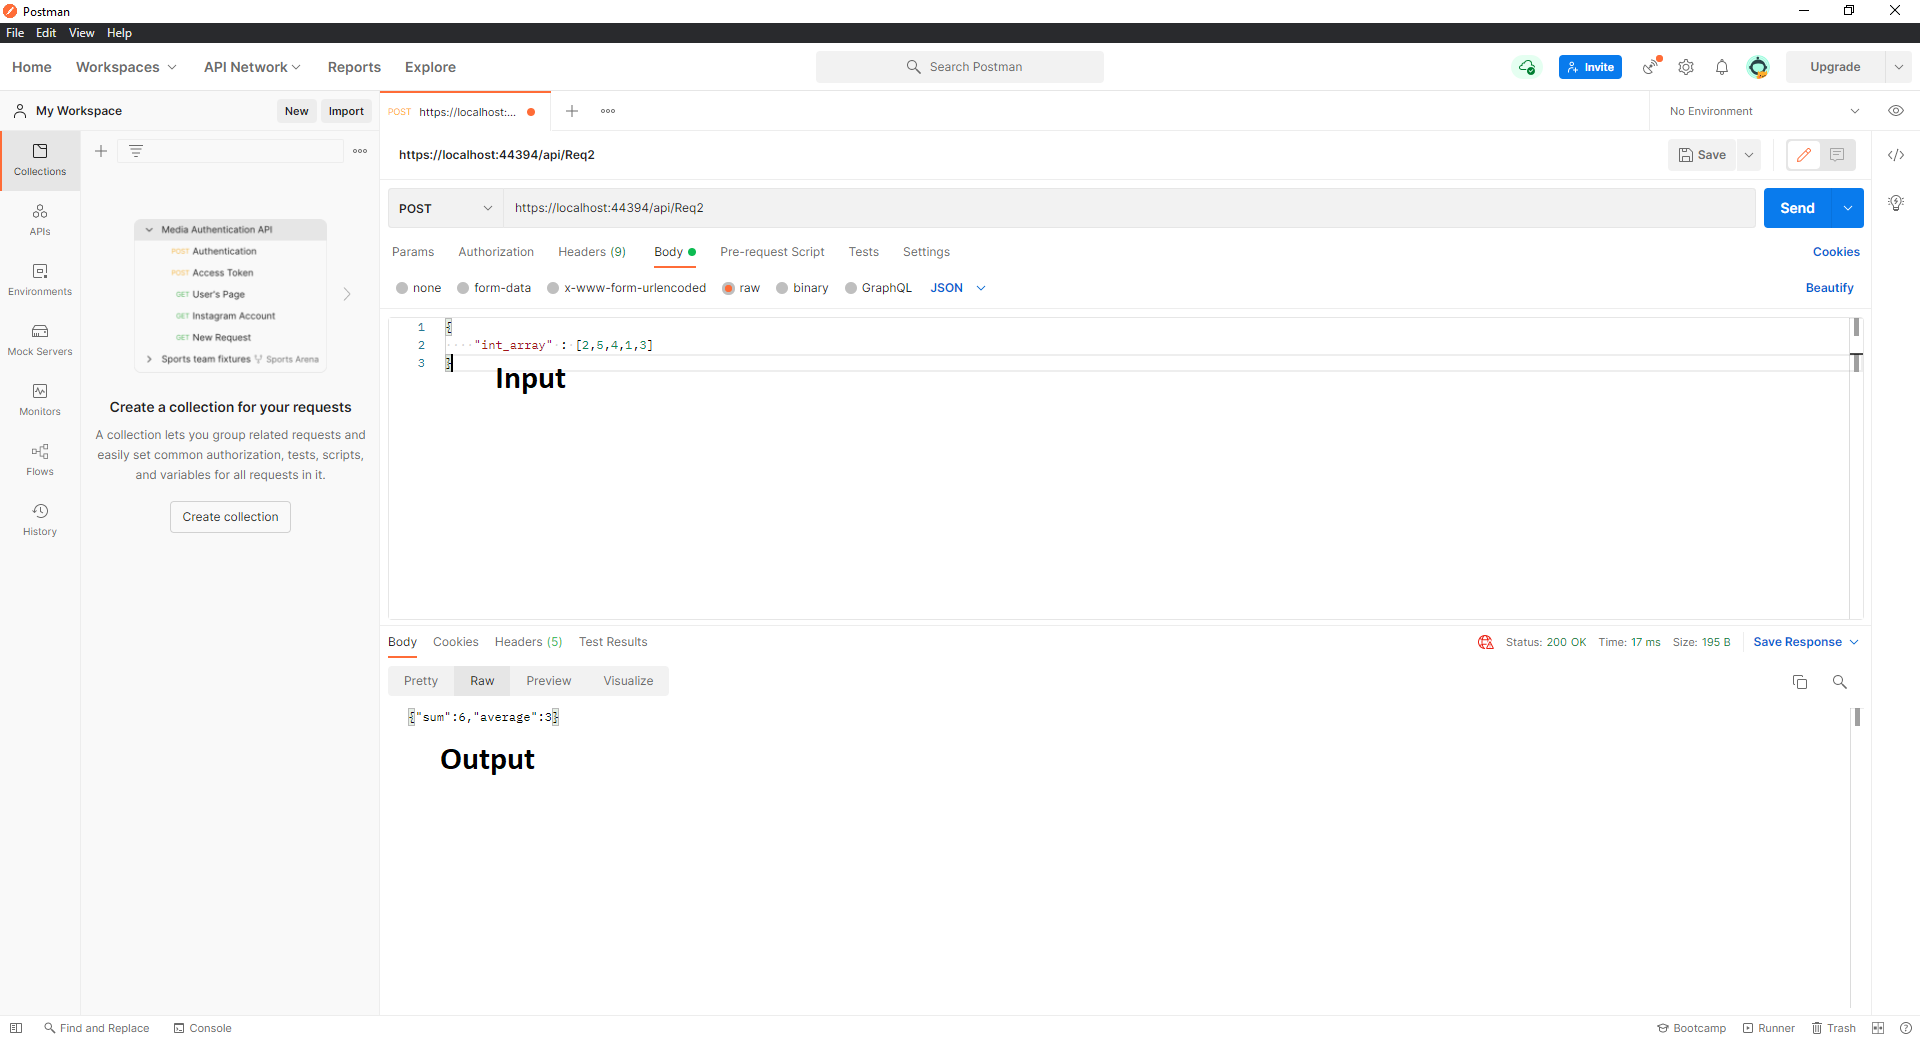 Postman
File Edit View Help
Home Workspaces API Network Reports Explore Search Postman Invite Upgrade
My Workspace New Import POST https://localhost:... No Environment
https://localhost:44394/api/Req2 Save
Collections
APIs
Environments
Mock Servers
Monitors
Flows
History
Media Authentication API
POST Authentication
POST Access Token
GET User's Page
GET Instagram Account
GET New Request
Sports team fixtures Sports Arena
Create a collection for your requests
A collection lets you group related requests and
easily set common authorization, tests, scripts,
and variables for all requests in it.
Create collection
POST https://localhost:44394/api/Req2 Send
Params Authorization Headers (9) Body Pre-request Script Tests Settings Cookies
none form-data x-www-form-urlencoded raw binary GraphQL JSON Beautify
1 {
2 "int_array" : [2,5,4,1,3]
3 }
Input
Body Cookies Headers (5) Test Results Status: 200 OK Time: 17 ms Size: 195 B Save Response
Pretty Raw Preview Visualize
{"sum":6,"average":3}
Output
Find and Replace Console Bootcamp Runner Trash